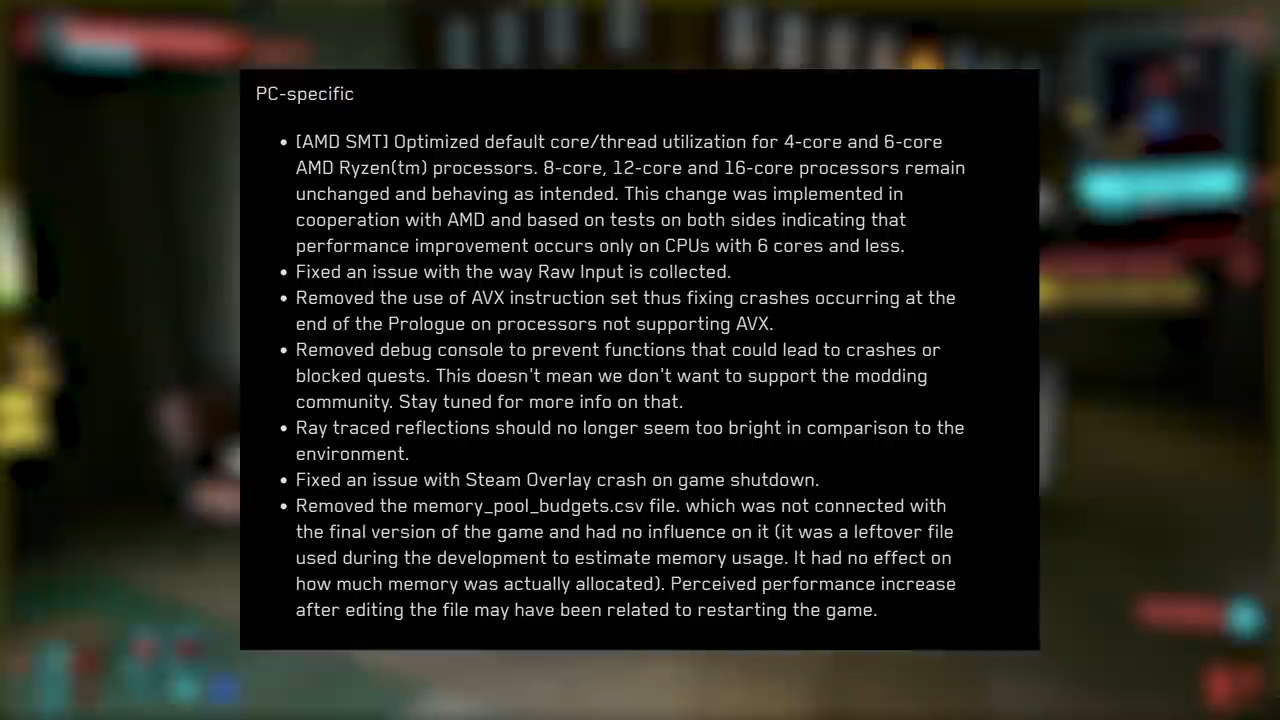 PC-specific
• [AMD SMT] Optimized default core/thread utilization for 4-core and 6-core
AMD Ryzen(tm) processors. 8-core, 12-core and 16-core processors remain
unchanged and behaving as intended. This change was implemented in
cooperation with AMD and based on tests on both sides indicating that
performance improvement occurs only on CPUs with 6 cores and less.
• Fixed an issue with the way Raw Input is collected.
• Removed the use of AVX instruction set thus fixing crashes occurring at the
end of the Prologue on processors not supporting AVX.
• Removed debug console to prevent functions that could lead to crashes or
blocked quests. This doesn't mean we don't want to support the modding
community. Stay tuned for more info on that.
• Ray traced reflections should no longer seem too bright in comparison to the
environment.
• Fixed an issue with Steam Overlay crash on game shutdown.
• Removed the memory_pool_budgets.csv file. which was not connected with
the final version of the game and had no influence on it (it was a leftover file
used during the development to estimate memory usage. It had no effect on
how much memory was actually allocated). Perceived performance increase
after editing the file may have been related to restarting the game.